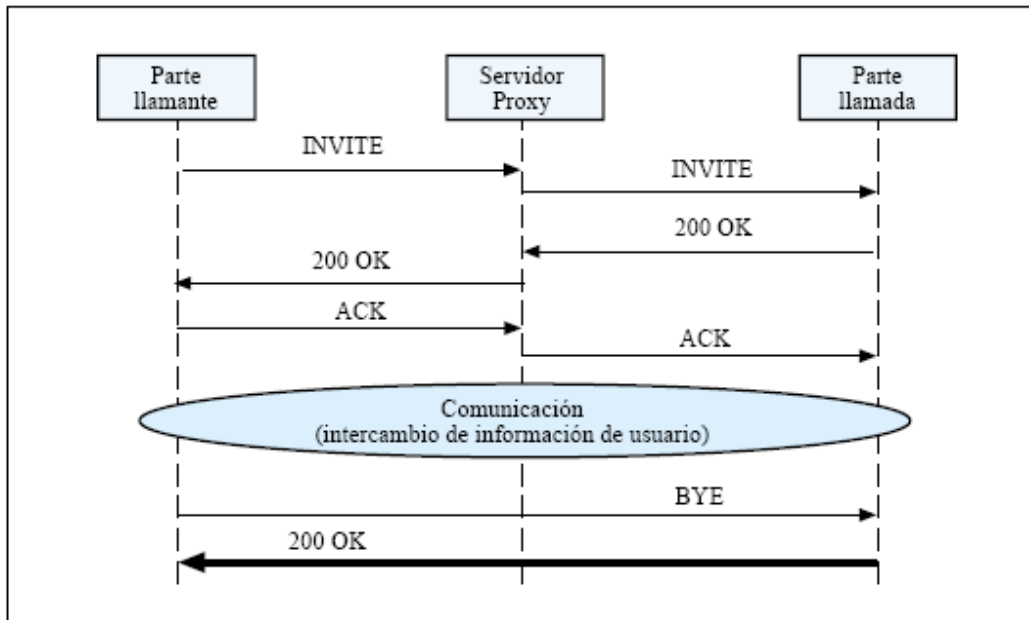 Parte
llamante
Servidor
Proxy
Parte
llamada
INVITE
INVITE
200 OK
200 OK
ACK
ACK
Comunicación
(intercambio de información de usuario)
BYE
200 OK